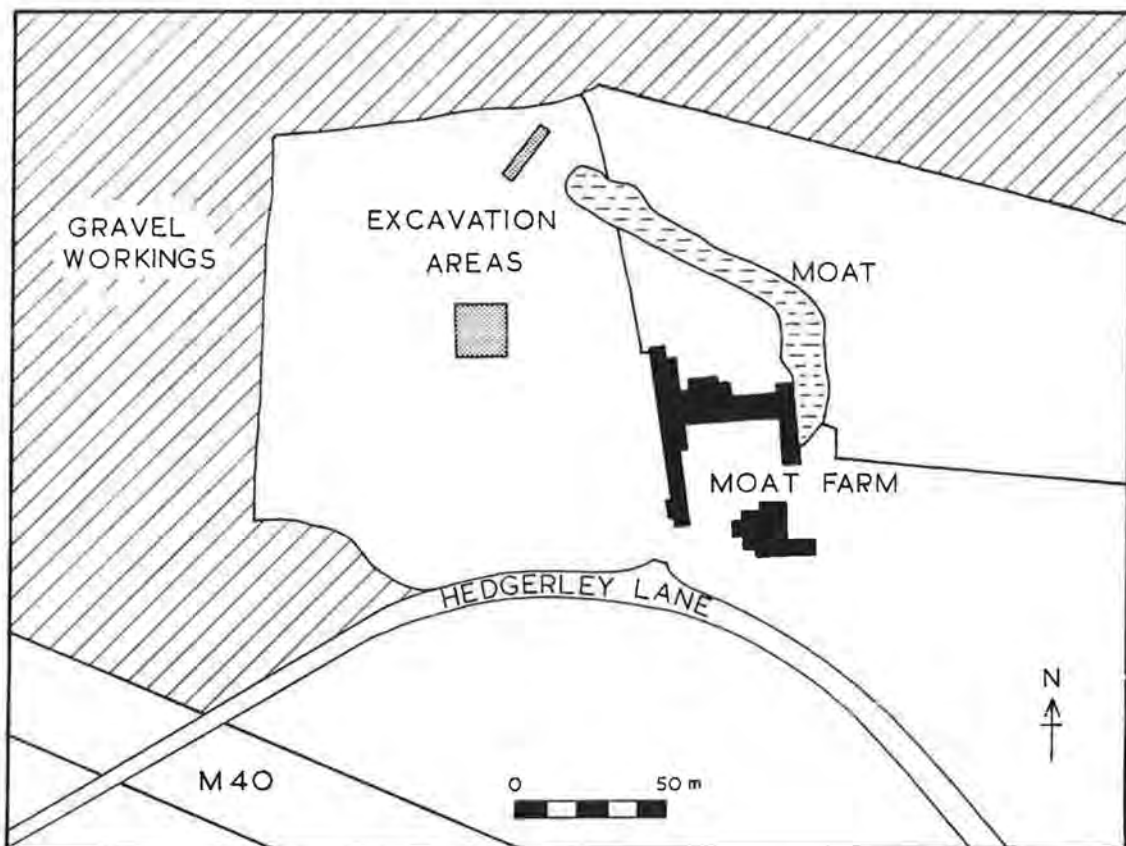 GRAVEL
WORKINGS
EXCAVATION
AREAS
MOAT
MOAT FARM
HEDGERLEY LANE
N
M40
0 50 m